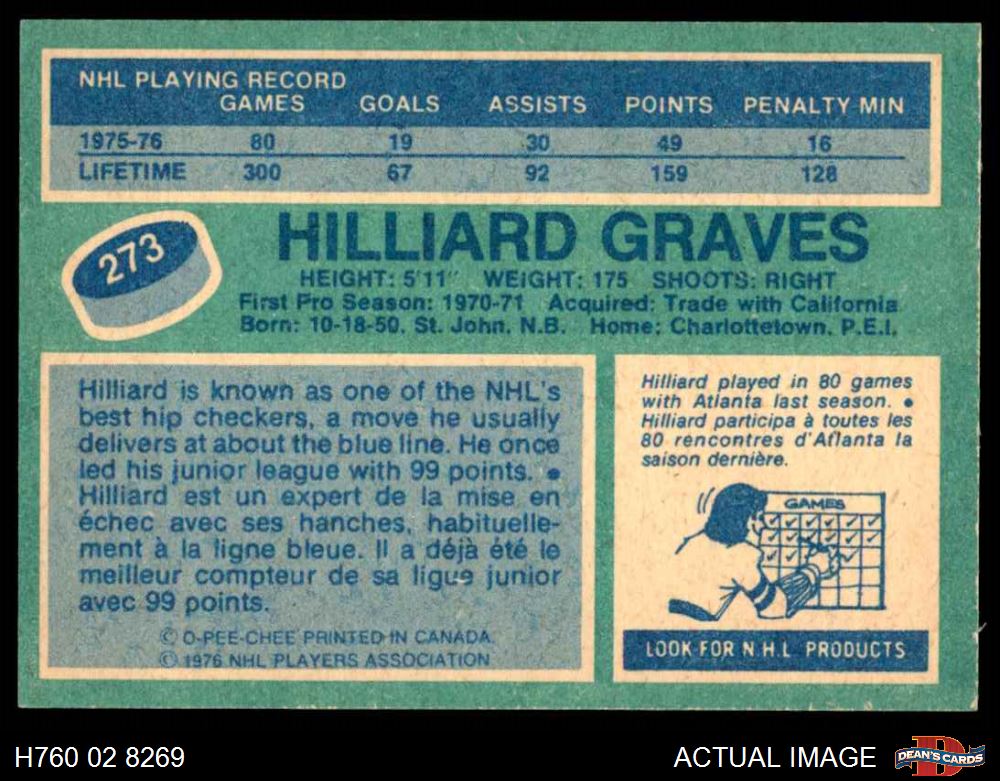 NHL PLAYING RECORD
GAMES GOALS ASSISTS POINTS PENALTY MIN
1975-76 80 19 30 49 16
LIFETIME 300 67 92 159 128
273
HILLIARD GRAVES
HEIGHT: 5'11" WEIGHT: 175 SHOOTS: RIGHT
First Pro Season: 1970-71 Acquired: Trade with California
Born: 10-18-50, St. John, N.B. Home: Charlottetown, P.E.I.
Hilliard is known as one of the NHL's
best hip checkers, a move he usually
delivers at about the blue line. He once
led his junior league with 99 points. •
Hilliard est un expert de la mise en
échec avec ses hanches, habituelle-
ment à la ligne bleue. Il a déjà été le
meilleur compteur de sa ligue junior
avec 99 points.
© O-PEE-CHEE PRINTED IN CANADA.
© 1976 NHL PLAYERS ASSOCIATION
Hilliard played in 80 games
with Atlanta last season. •
Hilliard participa à toutes les
80 rencontres d'Atlanta la
saison dernière.
GAMES
LOOK FOR N.H.L PRODUCTS
H760 02 8269
ACTUAL IMAGE
D
DEAN'S CARDS